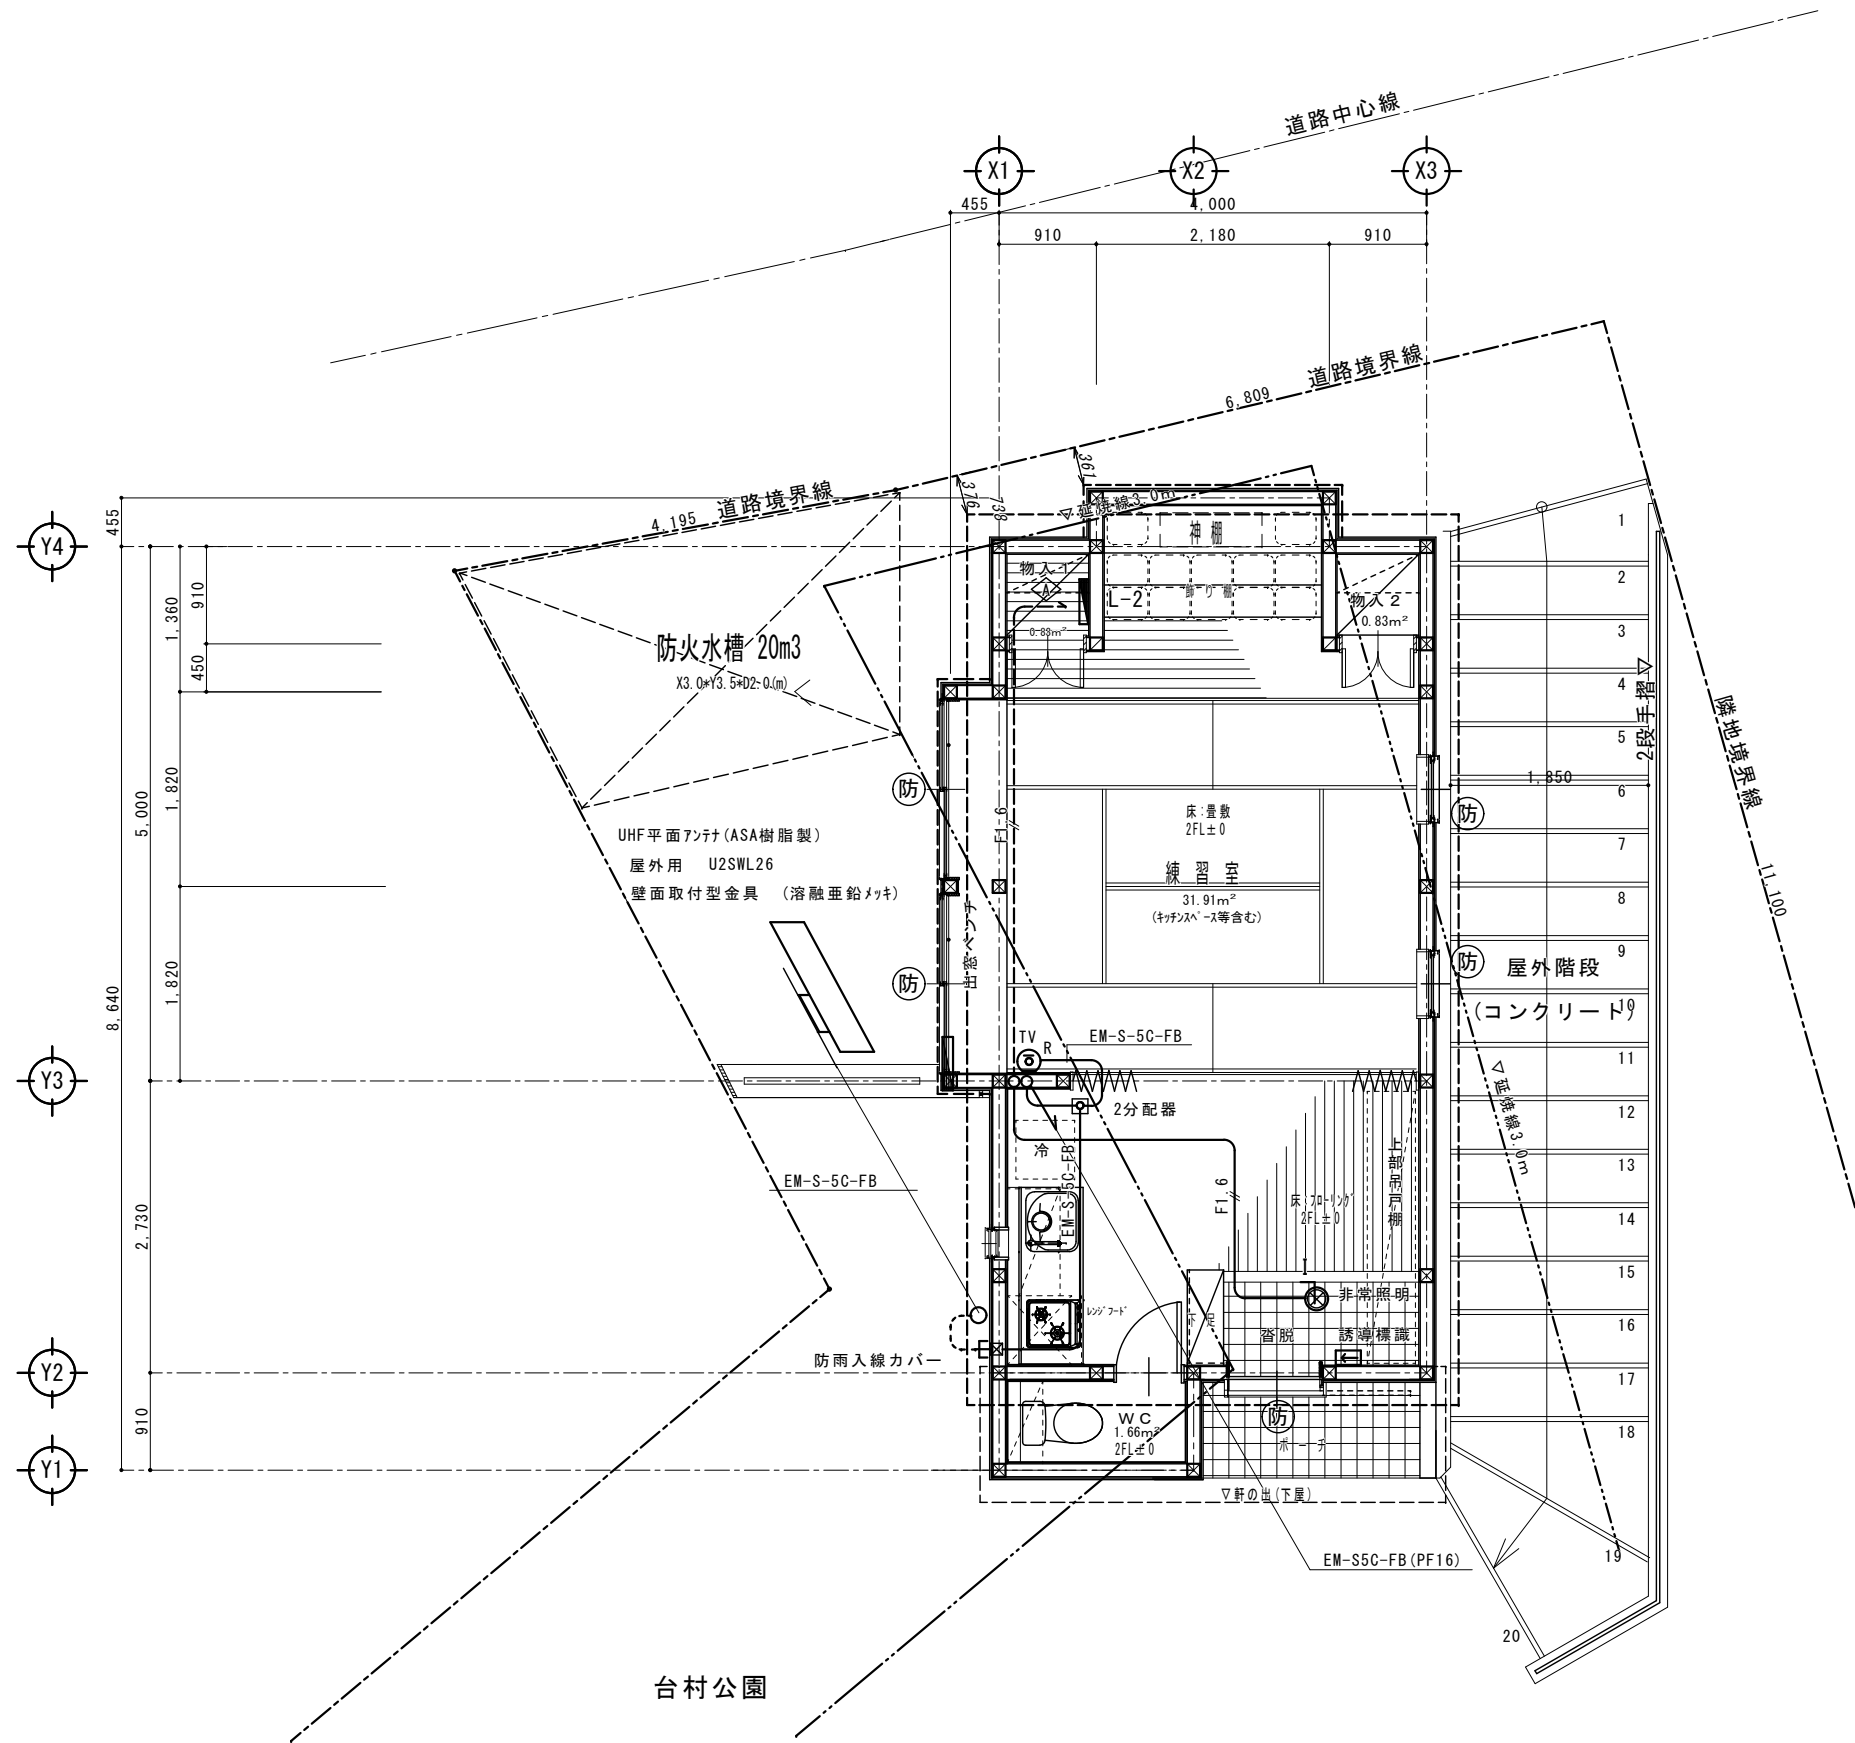 道路中心線
X1
X2
X3
455
4,000
910
2,180
910
道路境界線
6,809
361
376
738
道路境界線
4,195
▽延焼線3.0m
455
Y4
910
1,360
450
1,820
5,000
1,820
8,640
Y3
2,730
Y2
910
Y1
神棚
飾り棚
物入1
A
0.83m²
L-2
物入2
0.83m²
防火水槽 20m3
X3.0*Y3.5*D2.0(m)
防
防
防
防
防
UHF平面アンテナ(ASA樹脂製)
屋外用 U2SWL26
壁面取付型金具 (溶融亜鉛メッキ)
F1.6
床:畳敷
2FL±0
練習室
31.91m²
(キッチンスペース等含む)
出窓ベンチ
TV
R
EM-S-5C-FB
2分配器
冷
EM-S-5C-FB
EM-S-5C-FB
F1.6
床:フローリング
2FL±0
上部吊戸棚
レンジフード
下足
沓脱
非常照明
誘導標識
防雨入線カバー
WC
1.66m²
2FL±0
ポーチ
▽軒の出(下屋)
EM-S5C-FB(PF16)
1
2
3
4
5
6
7
8
9
10
11
12
13
14
15
16
17
18
19
20
2段手摺▽
1,850
隣地境界線
11,100
屋外階段
(コンクリート)
▽延焼線3.0m
台村公園